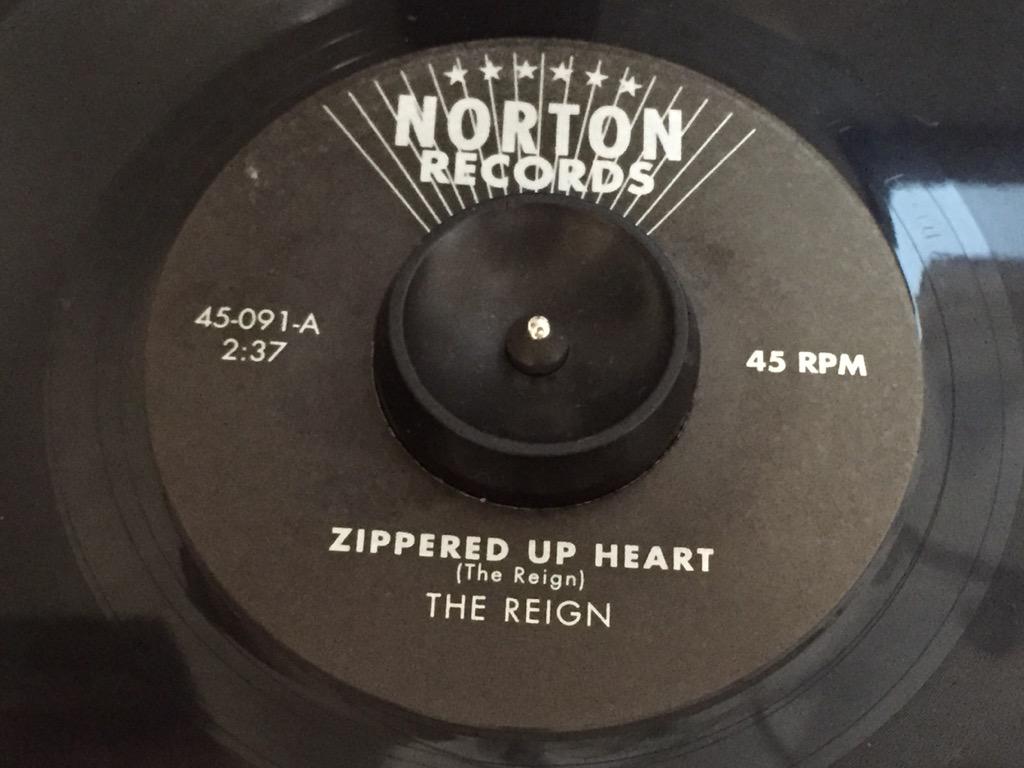 NORTON
RECORDS
45-091-A
2:37
45 RPM
ZIPPERED UP HEART
(The Reign)
THE REIGN